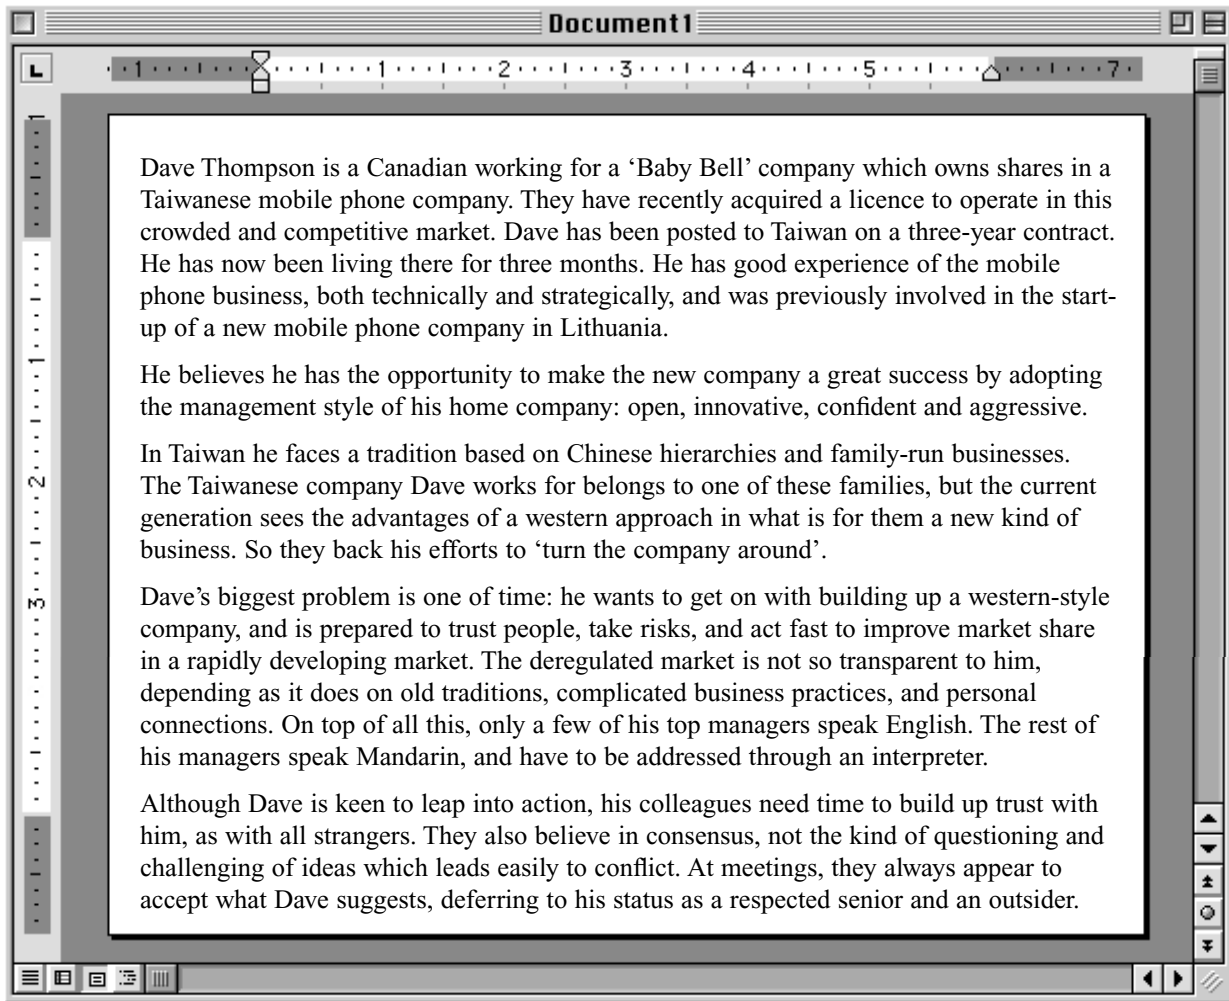 Document1
1 1 2 3 4 5 7
1
1
2
3
Dave Thompson is a Canadian working for a ‘Baby Bell’ company which owns shares in a
Taiwanese mobile phone company. They have recently acquired a licence to operate in this
crowded and competitive market. Dave has been posted to Taiwan on a three-year contract.
He has now been living there for three months. He has good experience of the mobile
phone business, both technically and strategically, and was previously involved in the start-
up of a new mobile phone company in Lithuania.
He believes he has the opportunity to make the new company a great success by adopting
the management style of his home company: open, innovative, confident and aggressive.
In Taiwan he faces a tradition based on Chinese hierarchies and family-run businesses.
The Taiwanese company Dave works for belongs to one of these families, but the current
generation sees the advantages of a western approach in what is for them a new kind of
business. So they back his efforts to ‘turn the company around’.
Dave’s biggest problem is one of time: he wants to get on with building up a western-style
company, and is prepared to trust people, take risks, and act fast to improve market share
in a rapidly developing market. The deregulated market is not so transparent to him,
depending as it does on old traditions, complicated business practices, and personal
connections. On top of all this, only a few of his top managers speak English. The rest of
his managers speak Mandarin, and have to be addressed through an interpreter.
Although Dave is keen to leap into action, his colleagues need time to build up trust with
him, as with all strangers. They also believe in consensus, not the kind of questioning and
challenging of ideas which leads easily to conflict. At meetings, they always appear to
accept what Dave suggests, deferring to his status as a respected senior and an outsider.